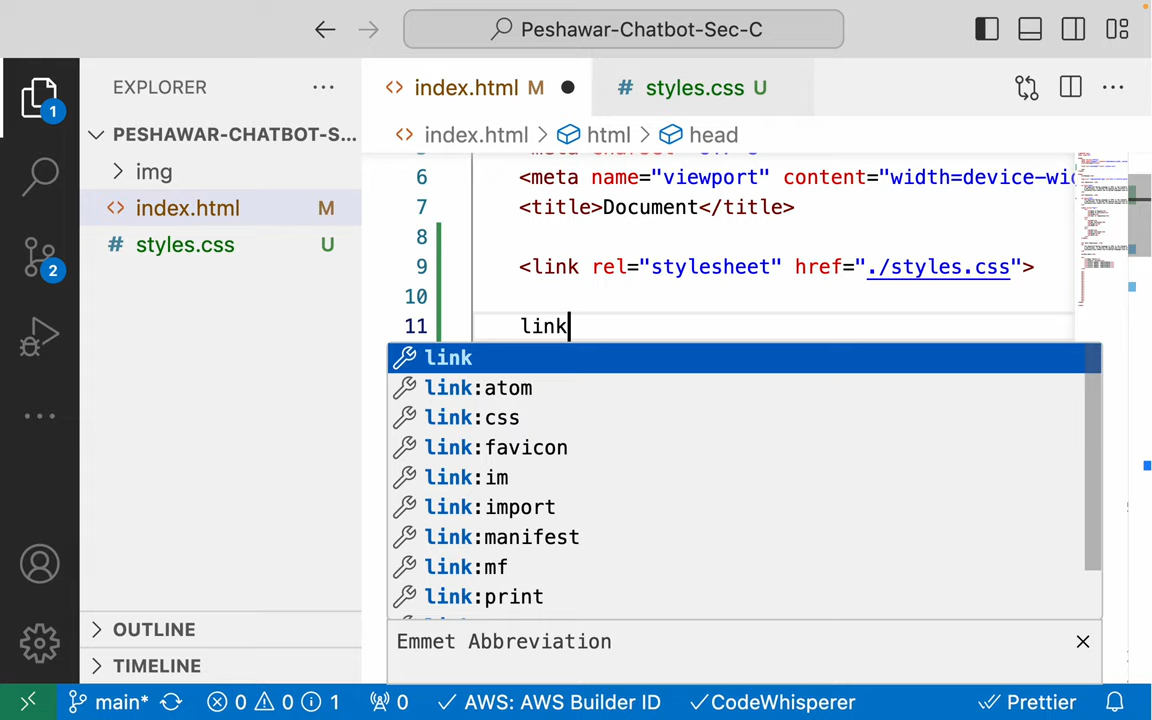 Peshawar-Chatbot-Sec-C
EXPLORER
1
PESHAWAR-CHATBOT-S...
img
index.html M
styles.css U
2
index.html M
styles.css U
index.html > html > head
6 <meta name="viewport" content="width=device-wi
7 <title>Document</title>
8
9 <link rel="stylesheet" href="./styles.css">
10
11 link
link
link:atom
link:css
link:favicon
link:im
link:import
link:manifest
link:mf
link:print
Emmet Abbreviation
OUTLINE
TIMELINE
main* 0 0 1 0 AWS: AWS Builder ID CodeWhisperer Prettier